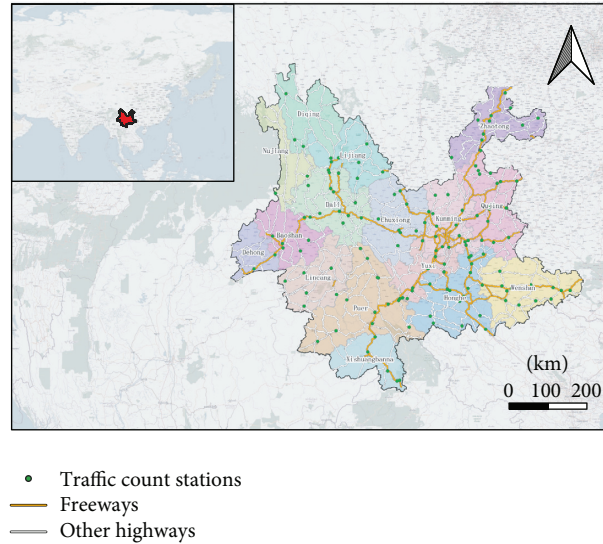 Diqing
Zhaotong
Nujiang
Lijiang
Dali
Chuxiong
Kunming
Qujing
Baoshan
Dehong
Yuxi
Lincang
Puer
Honghe
Wenshan
Xishuangbanna
(km)
0 100 200
Traffic count stations
Freeways
Other highways